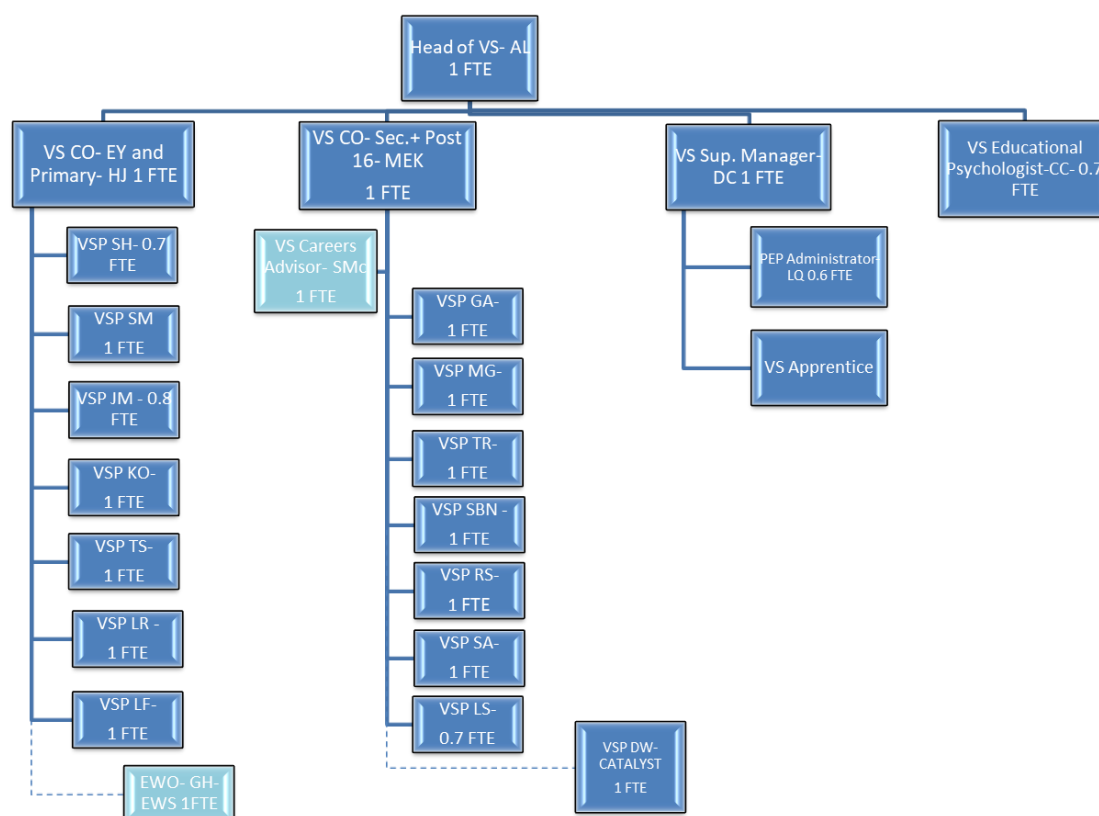 Head of VS- AL
1 FTE
VS CO- EY and
Primary- HJ 1 FTE
VS CO- Sec.+ Post
16- MEK
1 FTE
VS Sup. Manager-
DC 1 FTE
VS Educational
Psychologist-CC- 0.7
FTE
VSP SH- 0.7
FTE
VSP SM
1 FTE
VSP JM - 0.8
FTE
VSP KO-
1 FTE
VSP TS-
1 FTE
VSP LR -
1 FTE
VSP LF-
1 FTE
EWO- GH-
EWS 1FTE
VS Careers
Advisor- SMc
1 FTE
VSP GA-
1 FTE
VSP MG-
1 FTE
VSP TR-
1 FTE
VSP SBN -
1 FTE
VSP RS-
1 FTE
VSP SA-
1 FTE
VSP LS-
0.7 FTE
VSP DW-
CATALYST
1 FTE
PEP Administrator-
LQ 0.6 FTE
VS Apprentice